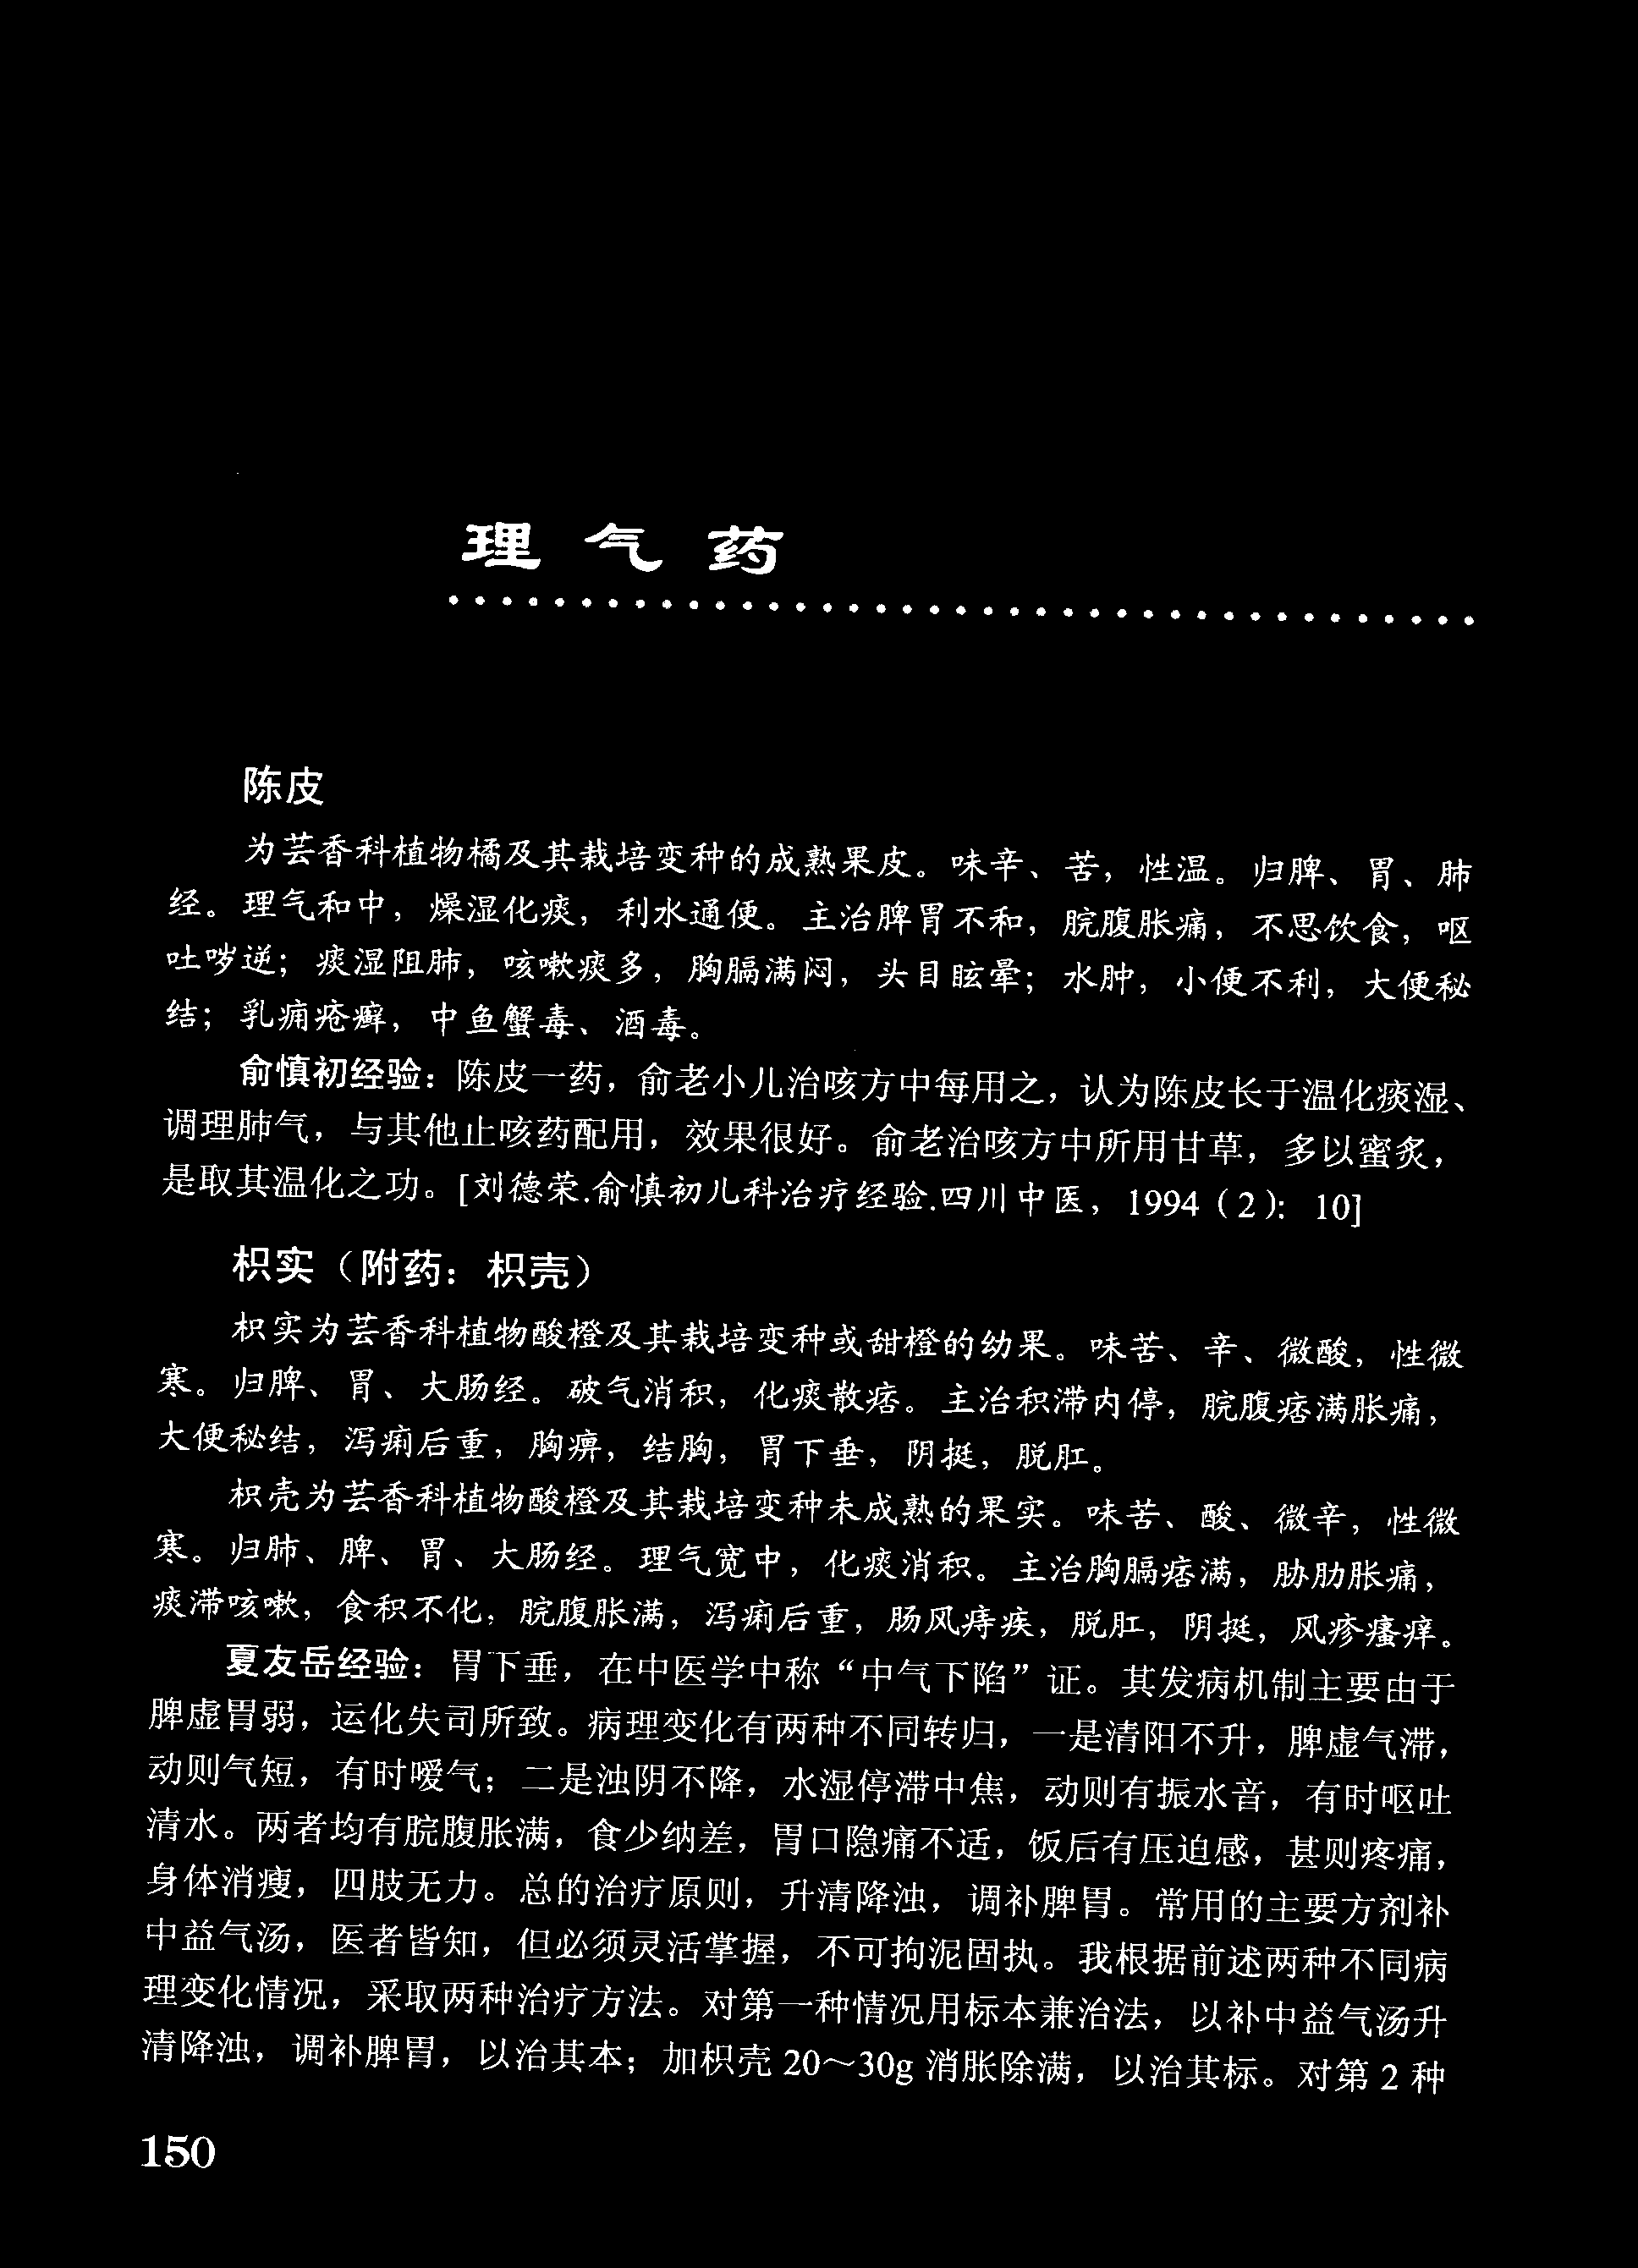 理气药
陈皮
为芸香科植物橘及其栽培变种的成熟果皮。味辛、苦，性温。归脾、胃、肺
经。理气和中，燥湿化痰，利水通便。主治脾胃不和，脘腹胀痛，不思饮食，呕
吐哕逆；痰湿阻肺，咳嗽痰多，胸膈满闷，头目眩晕；水肿，小便不利，大便秘
结；乳痈疮癣，中鱼蟹毒、酒毒。
俞慎初经验：陈皮一药，俞老小儿治咳方中每用之，认为陈皮长于温化痰湿、
调理肺气，与其他止咳药配用，效果很好。俞老治咳方中所用甘草，多以蜜炙，
是取其温化之功。[刘德荣.俞慎初儿科治疗经验.四川中医，1994（2）：10]
枳实（附药：枳壳）
枳实为芸香科植物酸橙及其栽培变种或甜橙的幼果。味苦、辛、微酸，性微
寒。归脾、胃、大肠经。破气消积，化痰散痞。主治积滞内停，脘腹痞满胀痛，
大便秘结，泻痢后重，胸痹，结胸，胃下垂，阴挺，脱肛。
枳壳为芸香科植物酸橙及其栽培变种未成熟的果实。味苦、酸、微辛，性微
寒。归肺、脾、胃、大肠经。理气宽中，化痰消积。主治胸膈痞满，胁肋胀痛，
痰滞咳嗽，食积不化，脘腹胀满，泻痢后重，肠风痔疾，脱肛，阴挺，风疹瘙痒。
夏友岳经验：胃下垂，在中医学中称“中气下陷”证。其发病机制主要由于
脾虚胃弱，运化失司所致。病理变化有两种不同转归，一是清阳不升，脾虚气滞，
动则气短，有时嗳气；二是浊阴不降，水湿停滞中焦，动则有振水音，有时呕吐
清水。两者均有脘腹胀满，食少纳差，胃口隐痛不适，饭后有压迫感，甚则疼痛，
身体消瘦，四肢无力。总的治疗原则，升清降浊，调补脾胃。常用的主要方剂补
中益气汤，医者皆知，但必须灵活掌握，不可拘泥固执。我根据前述两种不同病
理变化情况，采取两种治疗方法。对第一种情况用标本兼治法，以补中益气汤升
清降浊，调补脾胃，以治其本；加枳壳 20～30g 消胀除满，以治其标。对第 2 种
150